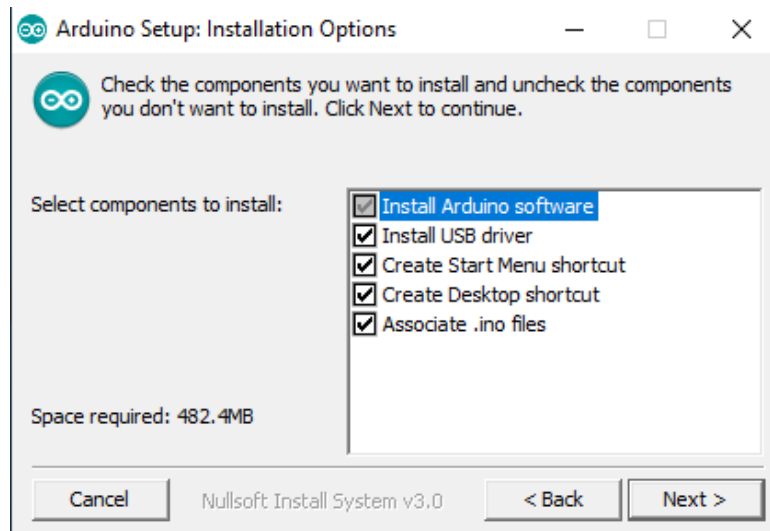 Arduino Setup: Installation Options
Check the components you want to install and uncheck the components
you don't want to install. Click Next to continue.
Select components to install:
Install Arduino software
Install USB driver
Create Start Menu shortcut
Create Desktop shortcut
Associate .ino files
Space required: 482.4MB
Cancel
Nullsoft Install System v3.0
< Back
Next >